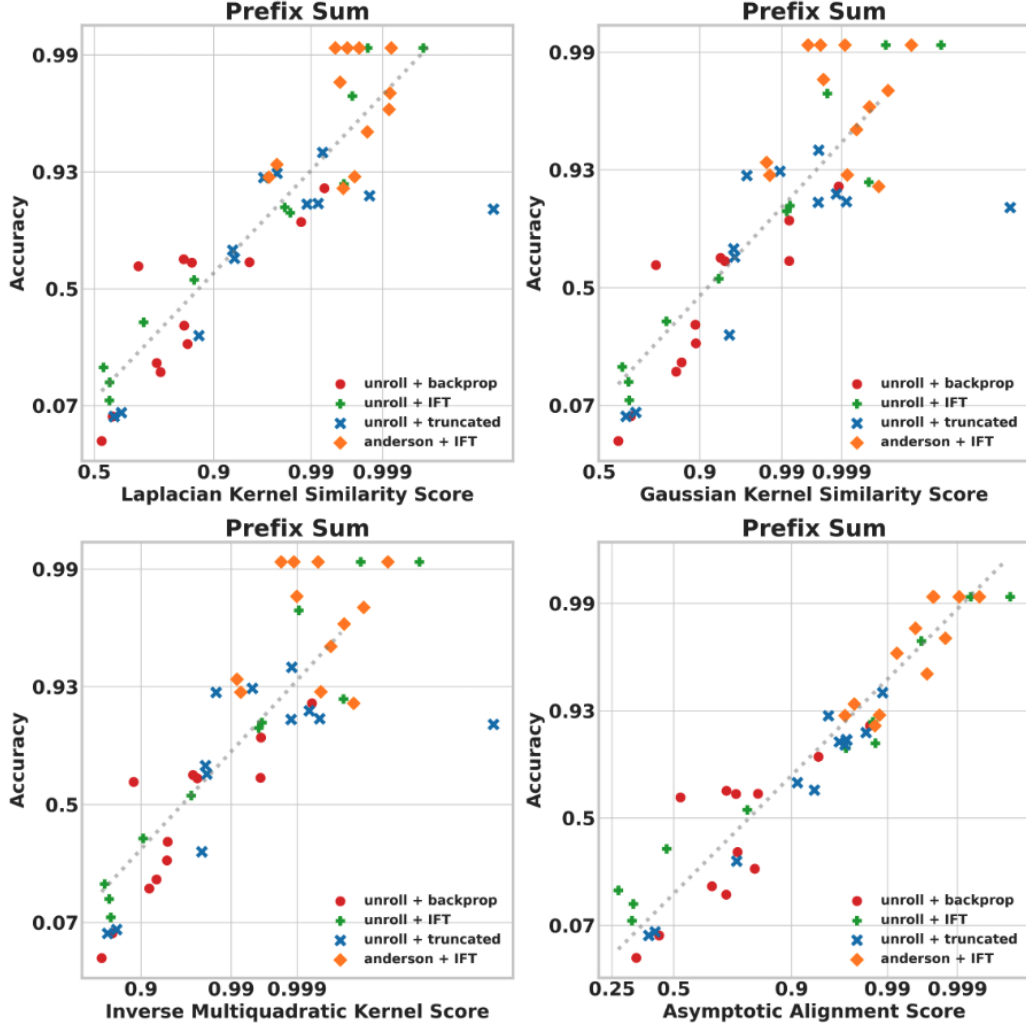 Prefix Sum
Accuracy
0.99
0.93
0.5
0.07
unroll + backprop
unroll + IFT
unroll + truncated
anderson + IFT
0.5 0.9 0.99 0.999
Laplacian Kernel Similarity Score
Prefix Sum
Accuracy
0.99
0.93
0.5
0.07
unroll + backprop
unroll + IFT
unroll + truncated
anderson + IFT
0.5 0.9 0.99 0.999
Gaussian Kernel Similarity Score
Prefix Sum
Accuracy
0.99
0.93
0.5
0.07
unroll + backprop
unroll + IFT
unroll + truncated
anderson + IFT
0.9 0.99 0.999
Inverse Multiquadratic Kernel Score
Prefix Sum
Accuracy
0.99
0.93
0.5
0.07
unroll + backprop
unroll + IFT
unroll + truncated
anderson + IFT
0.25 0.5 0.9 0.99 0.999
Asymptotic Alignment Score